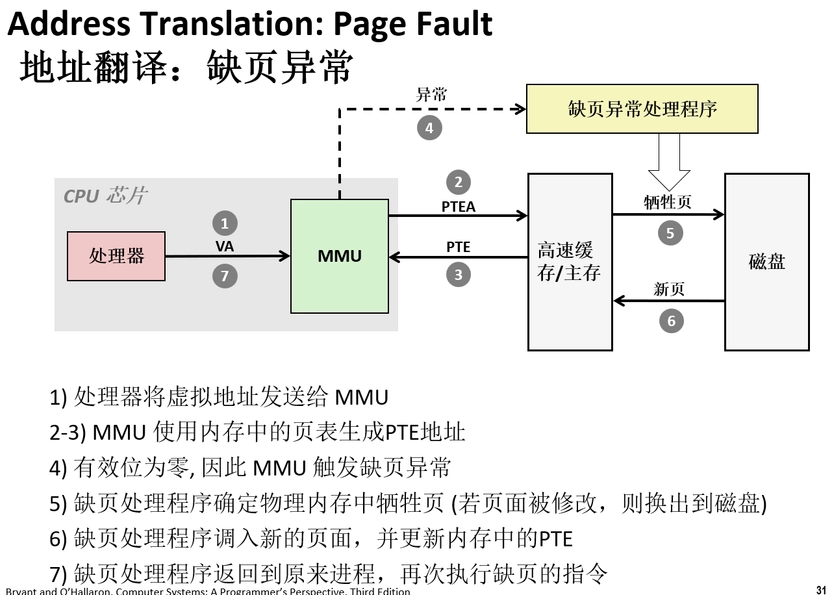 Address Translation: Page Fault
地址翻译：缺页异常
异常
4
缺页异常处理程序
CPU 芯片
2
PTEA
1
VA
7
处理器
MMU
PTE
3
高速缓
存/主存
牺牲页
5
新页
6
磁盘
1) 处理器将虚拟地址发送给 MMU
2-3) MMU 使用内存中的页表生成PTE地址
4) 有效位为零, 因此 MMU 触发缺页异常
5) 缺页处理程序确定物理内存中牺牲页 (若页面被修改，则换出到磁盘)
6) 缺页处理程序调入新的页面，并更新内存中的PTE
7) 缺页处理程序返回到原来进程，再次执行缺页的指令
Bryant and O'Hallaron, Computer Systems: A Programmer's Perspective, Third Edition
31